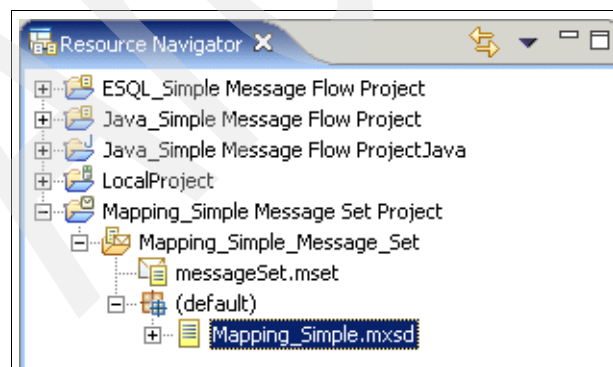 Resource Navigator
ESQL_Simple Message Flow Project
Java_Simple Message Flow Project
Java_Simple Message Flow ProjectJava
LocalProject
Mapping_Simple Message Set Project
Mapping_Simple_Message_Set
messageSet.mset
(default)
Mapping_Simple.mxsd